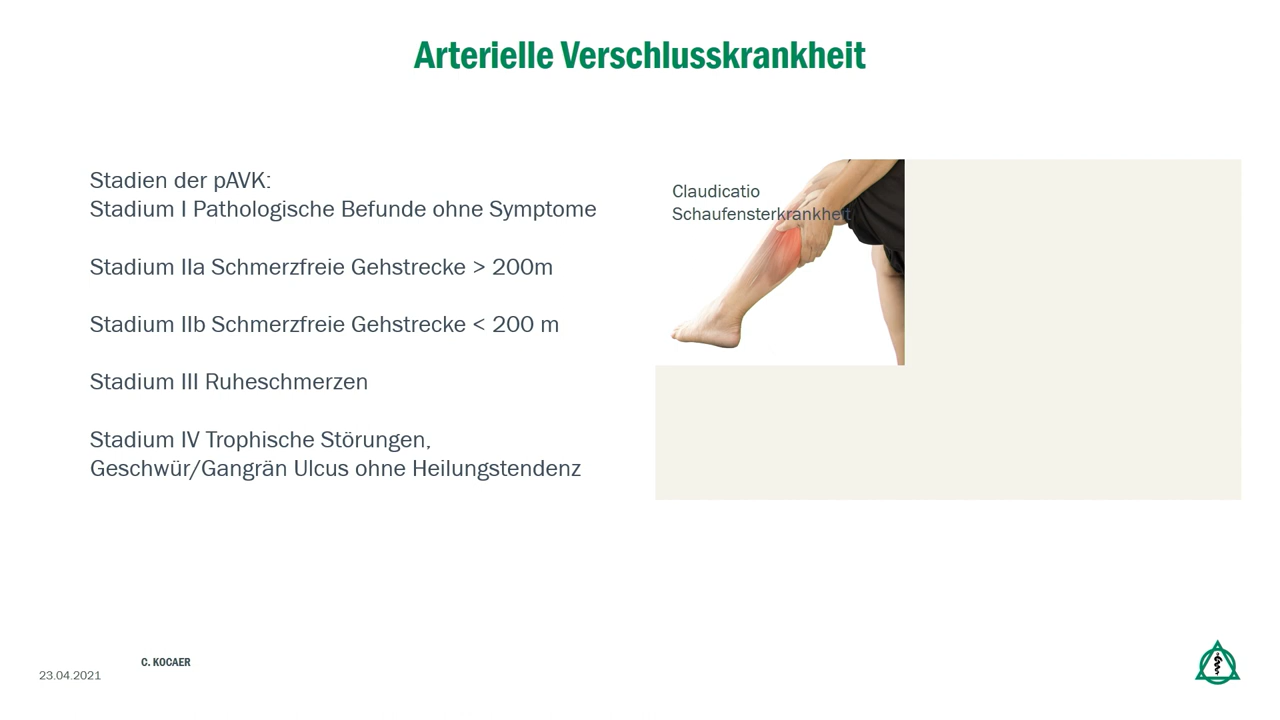 Arterielle Verschlusskrankheit
Stadien der pAVK:
Stadium I Pathologische Befunde ohne Symptome
Stadium IIa Schmerzfreie Gehstrecke > 200m
Stadium IIb Schmerzfreie Gehstrecke < 200 m
Stadium III Ruheschmerzen
Stadium IV Trophische Störungen,
Geschwür/Gangrän Ulcus ohne Heilungstendenz
Claudicatio
Schaufensterkrankheit
C. KOCAER
23.04.2021